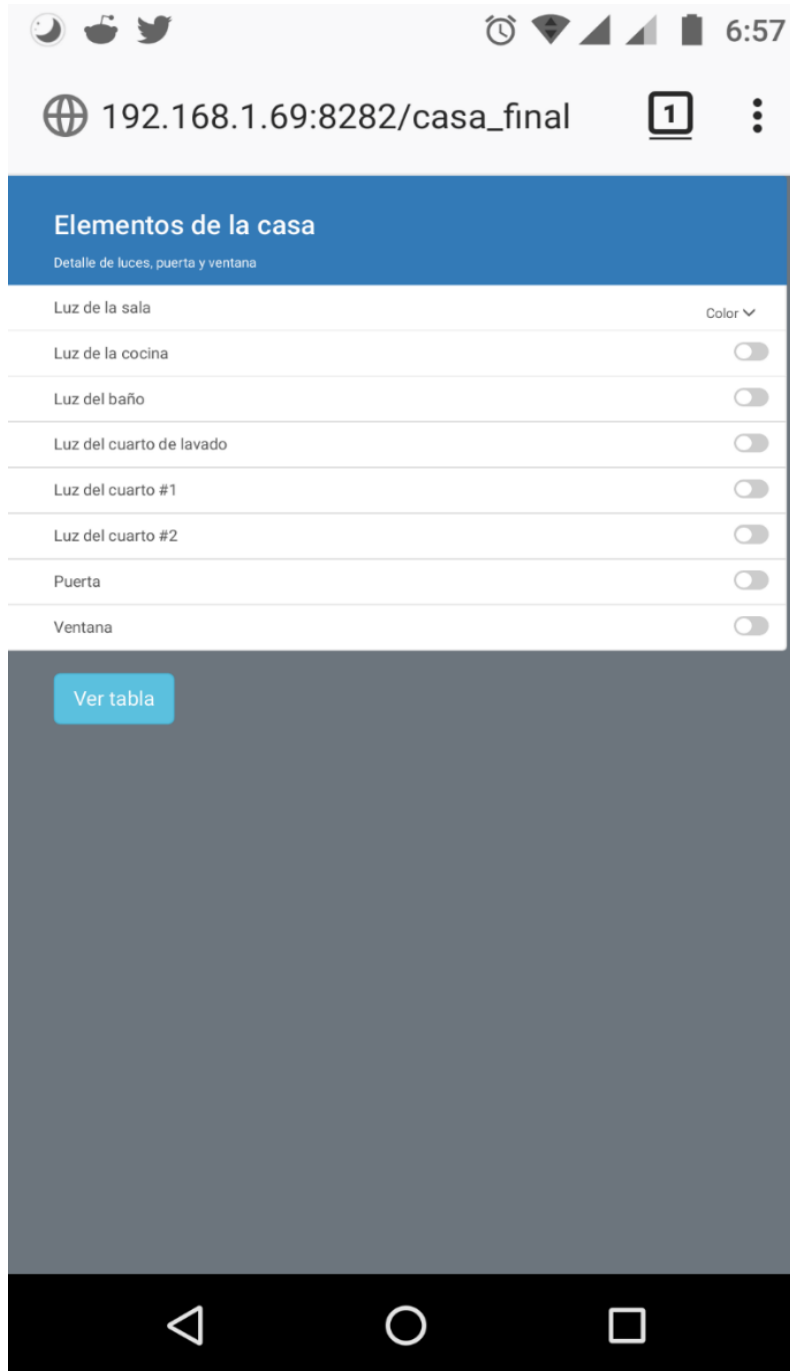 6:57
192.168.1.69:8282/casa_final 1
Elementos de la casa
Detalle de luces, puerta y ventana
Luz de la sala Color
Luz de la cocina
Luz del baño
Luz del cuarto de lavado
Luz del cuarto #1
Luz del cuarto #2
Puerta
Ventana
Ver tabla